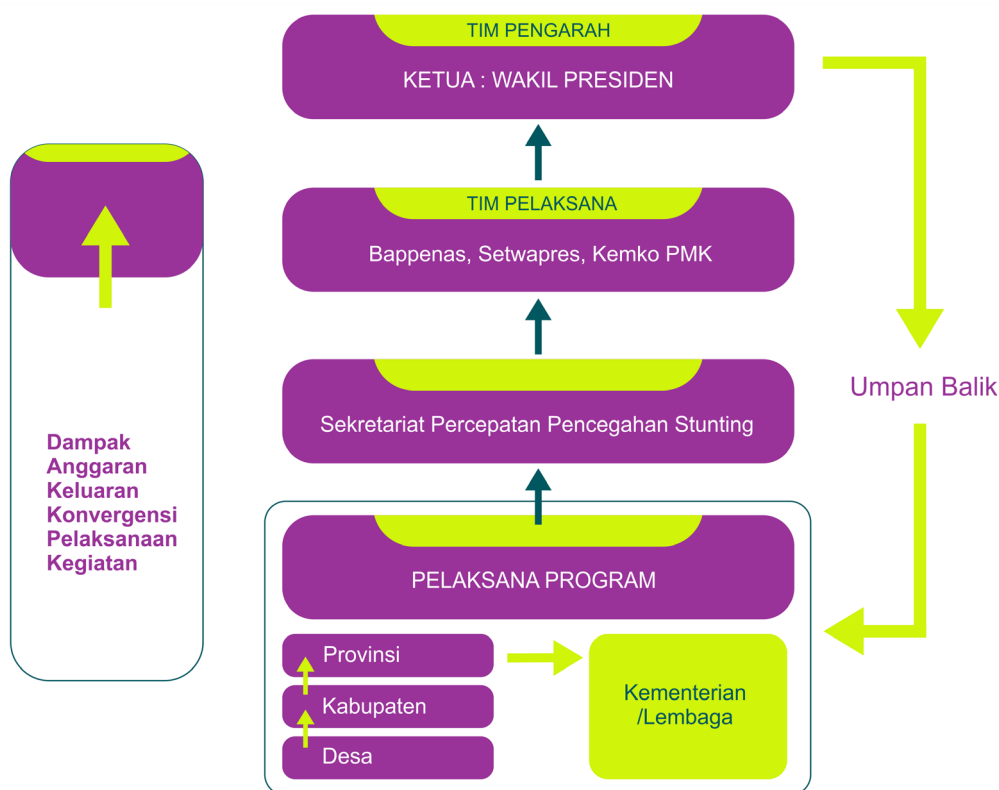 TIM PENGARAH
KETUA : WAKIL PRESIDEN
TIM PELAKSANA
Bappenas, Setwapres, Kemko PMK
Sekretariat Percepatan Pencegahan Stunting
PELAKSANA PROGRAM
Provinsi
Kabupaten
Desa
Kementerian
/Lembaga
Umpan Balik
Dampak
Anggaran
Keluaran
Konvergensi
Pelaksanaan
Kegiatan